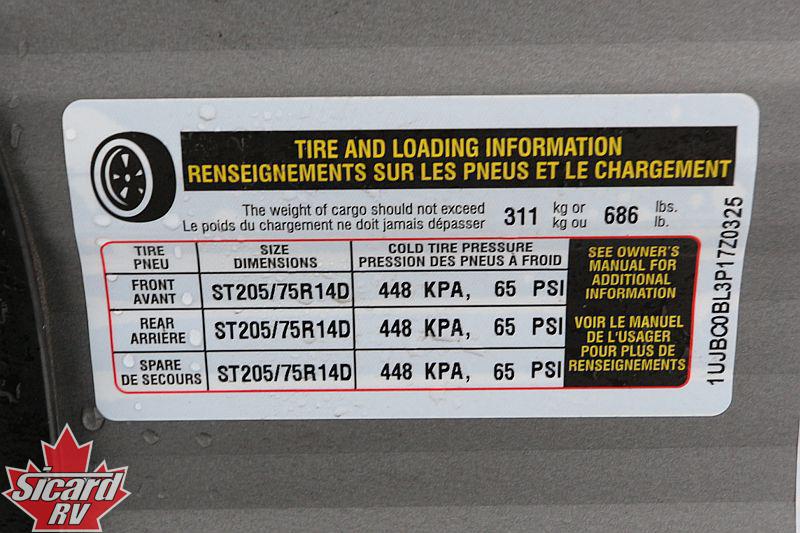 TIRE AND LOADING INFORMATION
RENSEIGNEMENTS SUR LES PNEUS ET LE CHARGEMENT
The weight of cargo should not exceed 311 kg or 686 lbs.
Le poids du chargement ne doit jamais dépasser kg ou lb.
TIRE SIZE COLD TIRE PRESSURE
PNEU DIMENSIONS PRESSION DES PNEUS À FROID
FRONT
AVANT ST205/75R14D 448 KPA, 65 PSI
REAR
ARRIÈRE ST205/75R14D 448 KPA, 65 PSI
SPARE
DE SECOURS ST205/75R14D 448 KPA, 65 PSI
SEE OWNER'S
MANUAL FOR
ADDITIONAL
INFORMATION
VOIR LE MANUEL
DE L'USAGER
POUR PLUS DE
RENSEIGNEMENTS
1UJBC0BL3P17Z0325
Sicard
RV